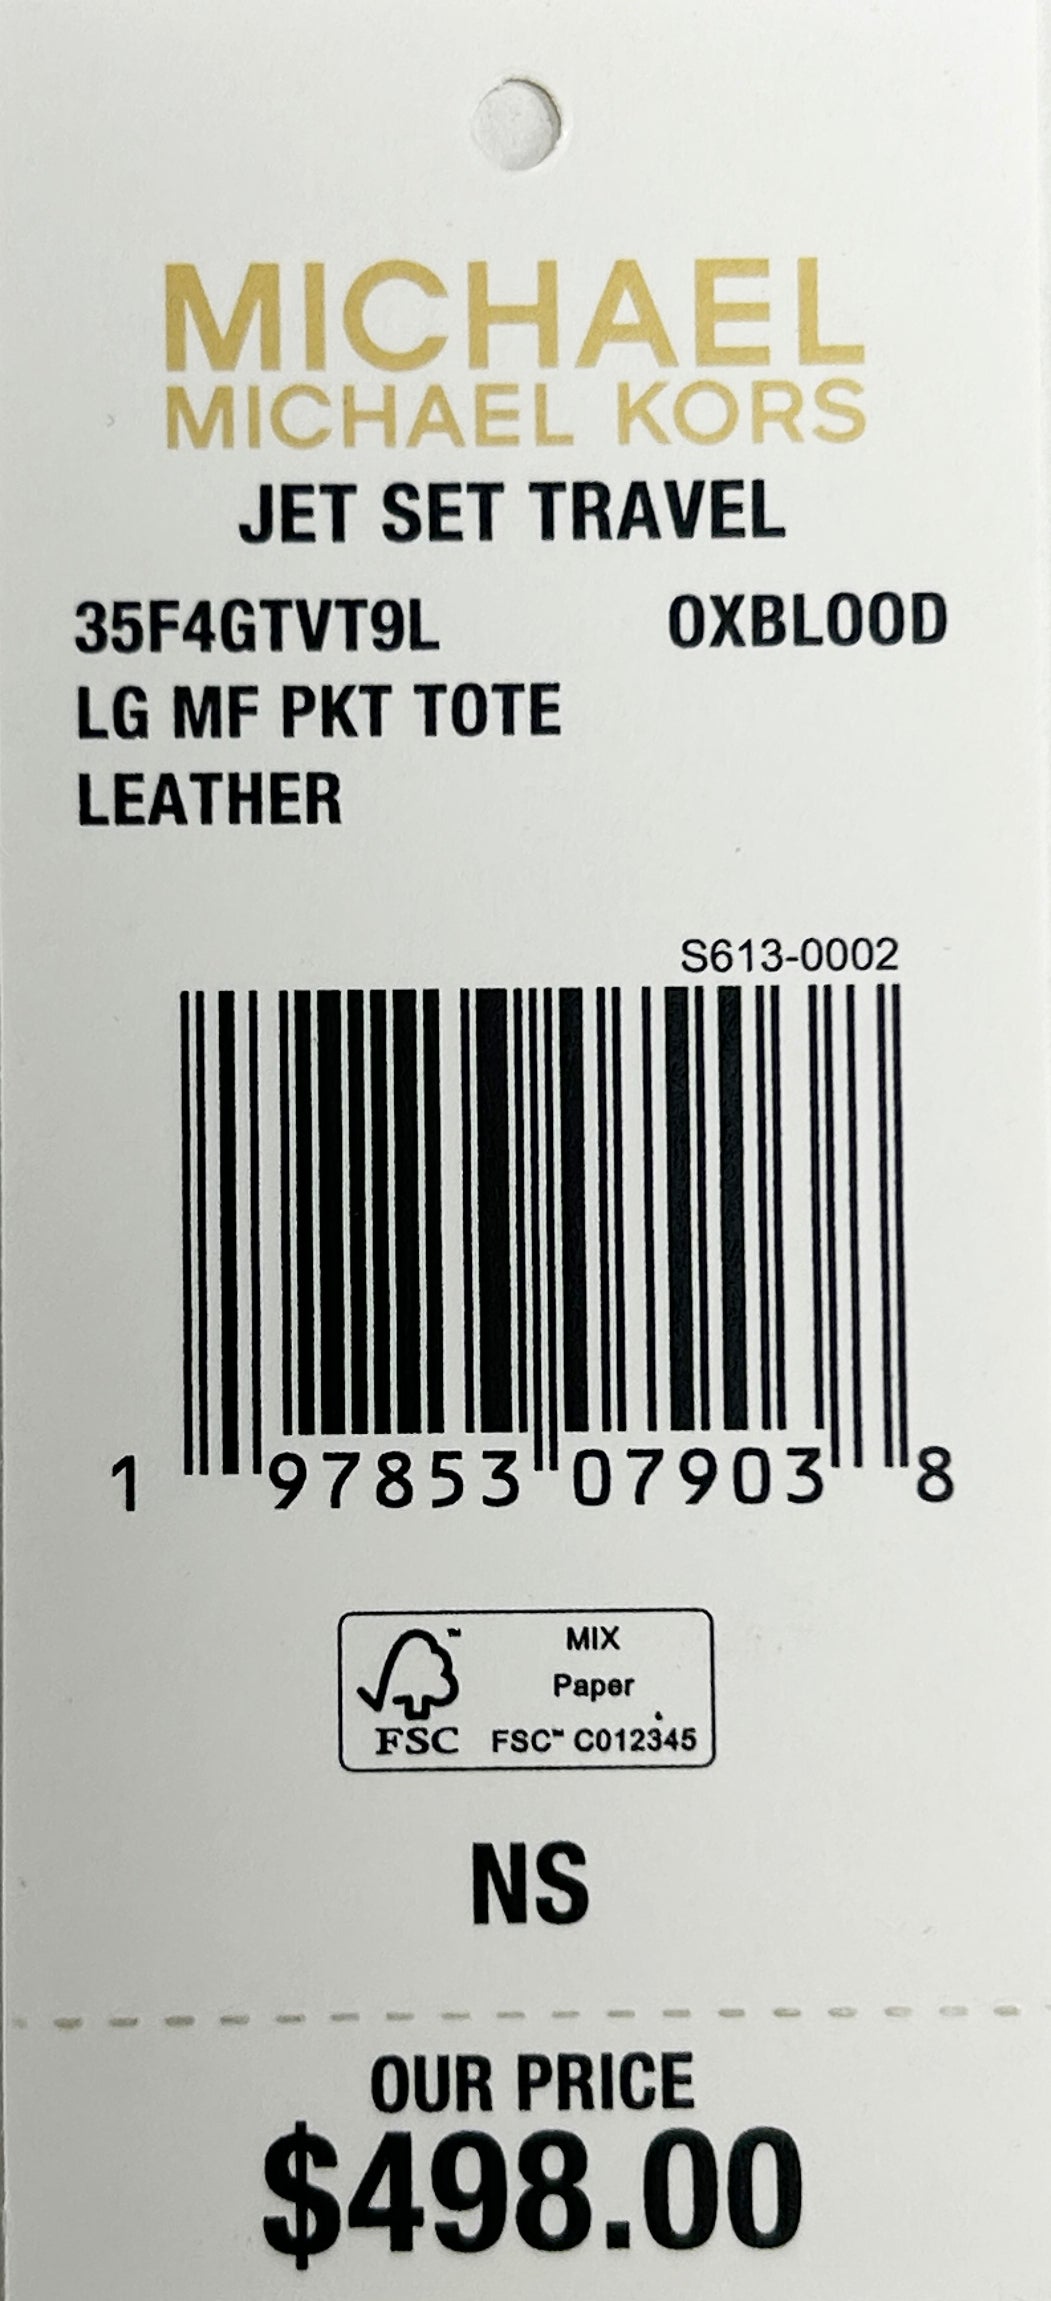 MICHAEL
MICHAEL KORS
JET SET TRAVEL
35F4GTVT9L OXBLOOD
LG MF PKT TOTE
LEATHER
S613-0002
1 97853 07903 8
MIX
Paper
FSC FSC™ C012345
NS
OUR PRICE
$498.00